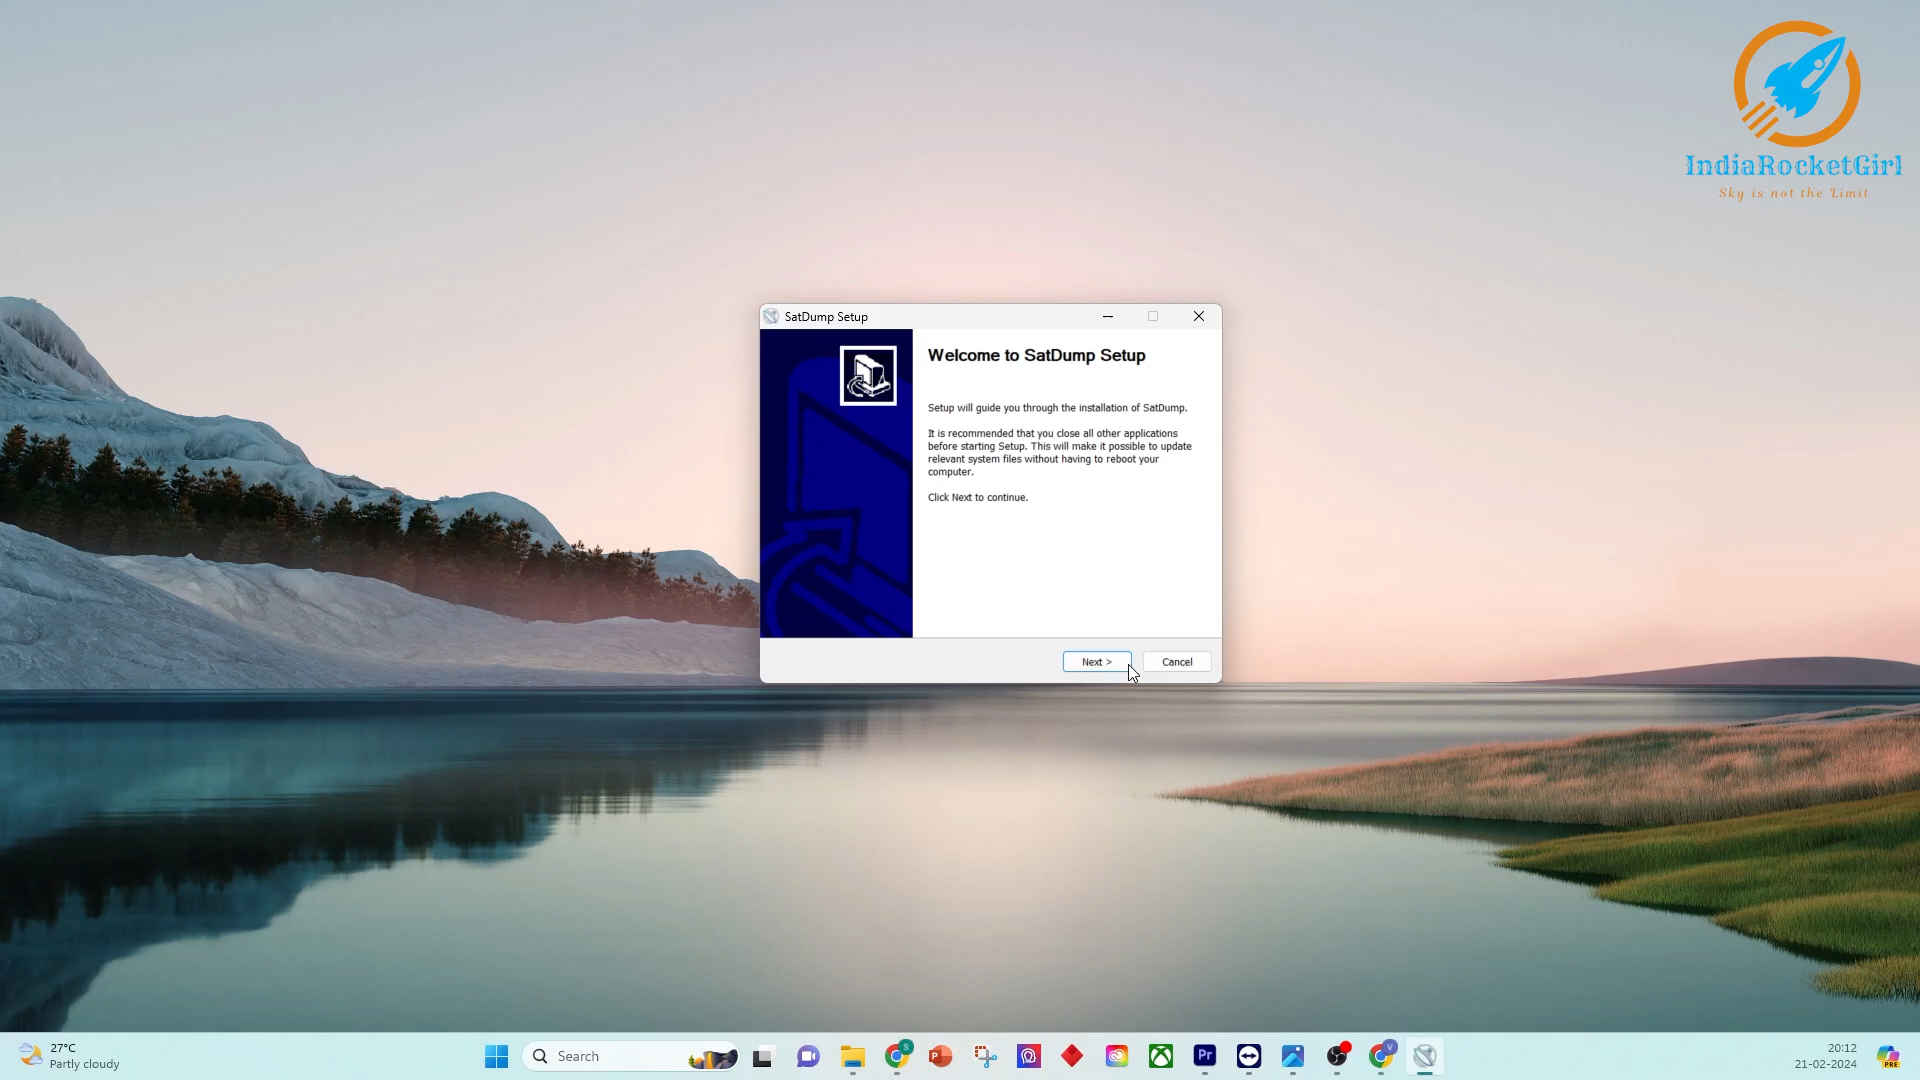 IndiaRocketGirl
Sky is not the Limit
SatDump Setup
Welcome to SatDump Setup
Setup will guide you through the installation of SatDump.
It is recommended that you close all other applications
before starting Setup. This will make it possible to update
relevant system files without having to reboot your
computer.
Click Next to continue.
Next >
Cancel
27°C
Partly cloudy
Search
P
S
Pr
V
20:12
21-02-2024
PRE